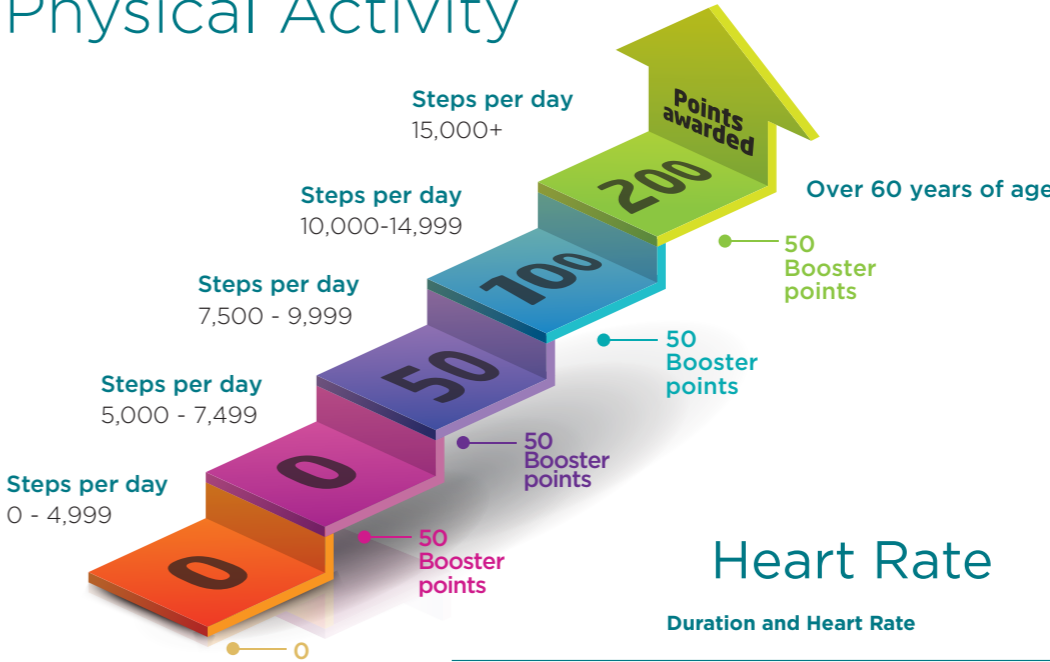 Physical Activity
Points
awarded
Steps per day
15,000+
200
Over 60 years of age
50
Booster
points
Steps per day
10,000-14,999
100
50
Booster
points
Steps per day
7,500 - 9,999
50
50
Booster
points
Steps per day
5,000 - 7,499
0
50
Booster
points
Steps per day
0 - 4,999
0
0
Heart Rate
Duration and Heart Rate